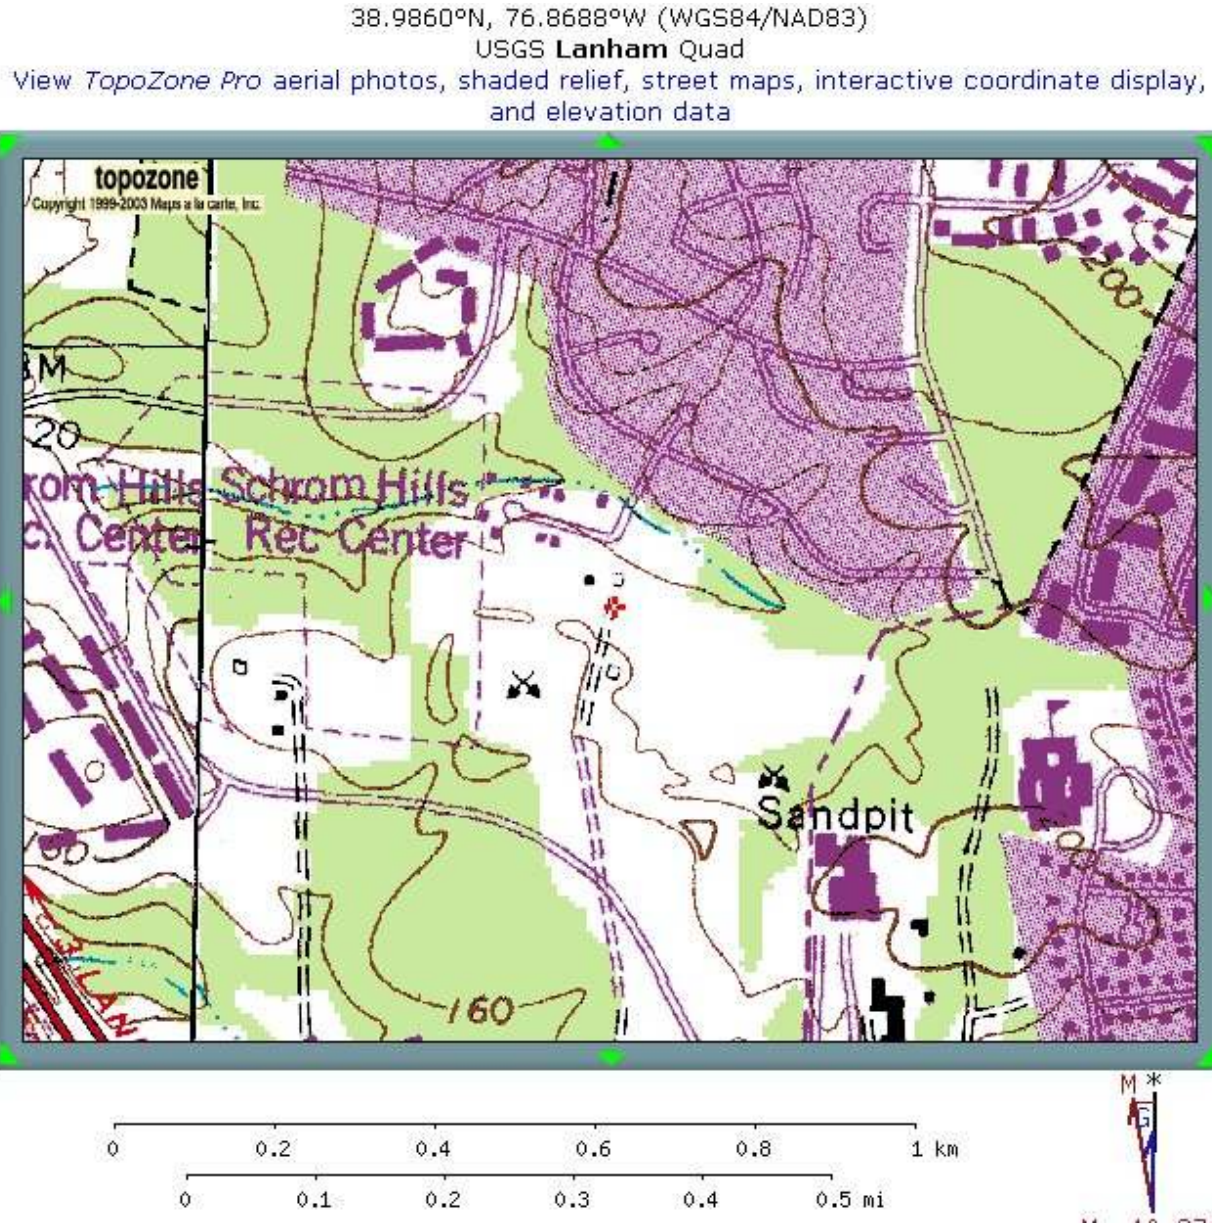 38.9860°N, 76.8688°W (WGS84/NAD83)
USGS Lanham Quad
View TopoZone Pro aerial photos, shaded relief, street maps, interactive coordinate display,
and elevation data
topozone
Copyright 1999-2003 Maps a la carte, Inc.
200
M
20
rom Hills Schrom Hills
c. Center Rec Center
Sandpit
160
M *
G
0 0.2 0.4 0.6 0.8 1 km
0 0.1 0.2 0.3 0.4 0.5 mi